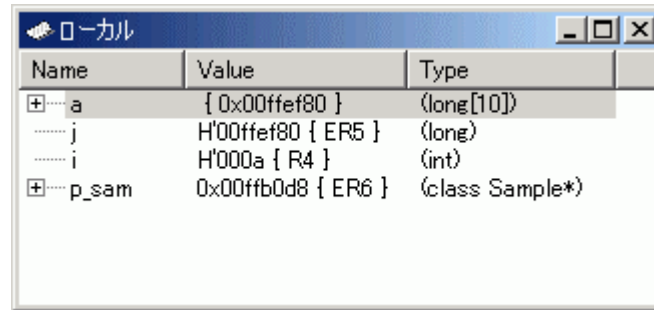 ローカル
Name Value Type
a { 0x00ffef80 } (long[10])
j H'00ffef80 { ER5 } (long)
i H'000a { R4 } (int)
p_sam 0x00ffb0d8 { ER6 } (class Sample*)